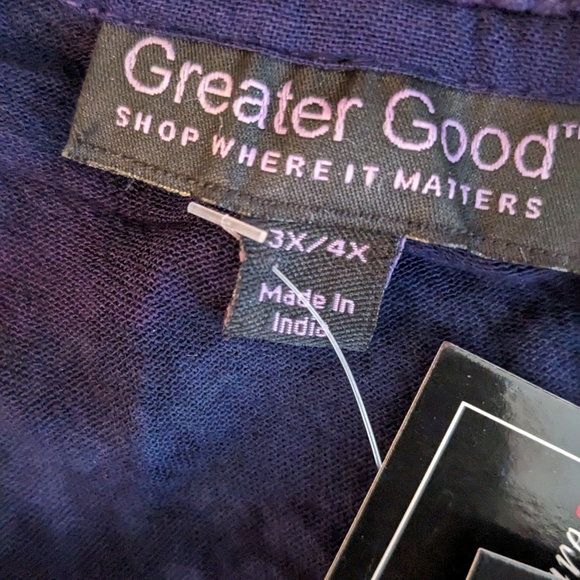 Greater Good™
SHOP WHERE IT MATTERS
3X/4X
Made In
India